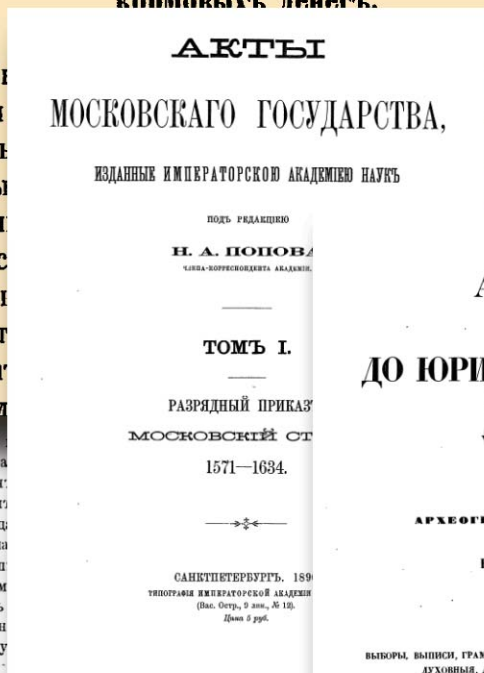 кормовыхъ денегъ.
АКТЫ
МОСКОВСКАГО ГОСУДАРСТВА,
ИЗДАННЫЕ ИМПЕРАТОРСКОЮ АКАДЕМІЕЮ НАУКЪ
ПОДЪ РЕДАКЦІЕЮ
Н. А. ПОПОВА
ЧЛЕНА-КОРРЕСПОНДЕНТА АКАДЕМІИ.
ТОМЪ I.
РАЗРЯДНЫЙ ПРИКАЗ
МОСКОВСКІЙ СТ
1571—1634.
САНКТПЕТЕРБУРГЪ. 189
ТИПОГРАФІЯ ИМПЕРАТОРСКОЙ АКАДЕМІИ
(Вас. Остр., 9 лин., № 12).
Цѣна 5 руб.
ДО ЮРИ
АРХЕОГР
ВЫБОРЫ, ВЫПИСИ, ГРАМ
ДУХОВНЫЯ,